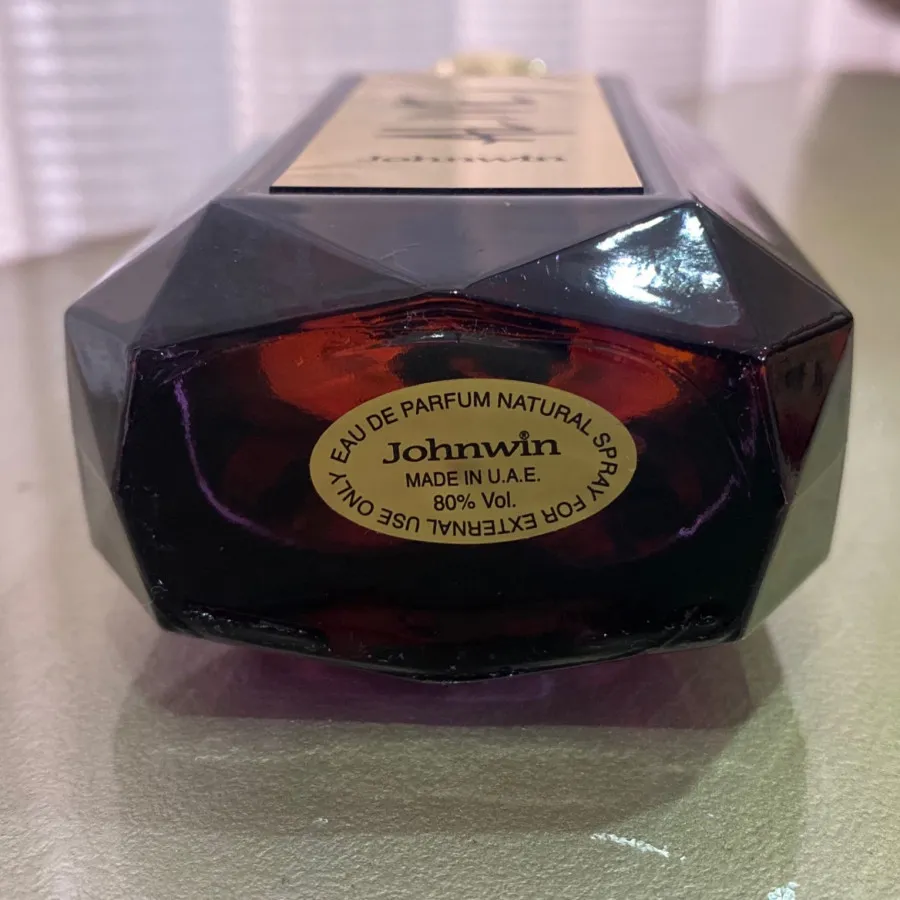 Johnwin
EAU DE PARFUM NATURAL SPRAY FOR EXTERNAL USE ONLY
Johnwin®
MADE IN U.A.E.
80% Vol.